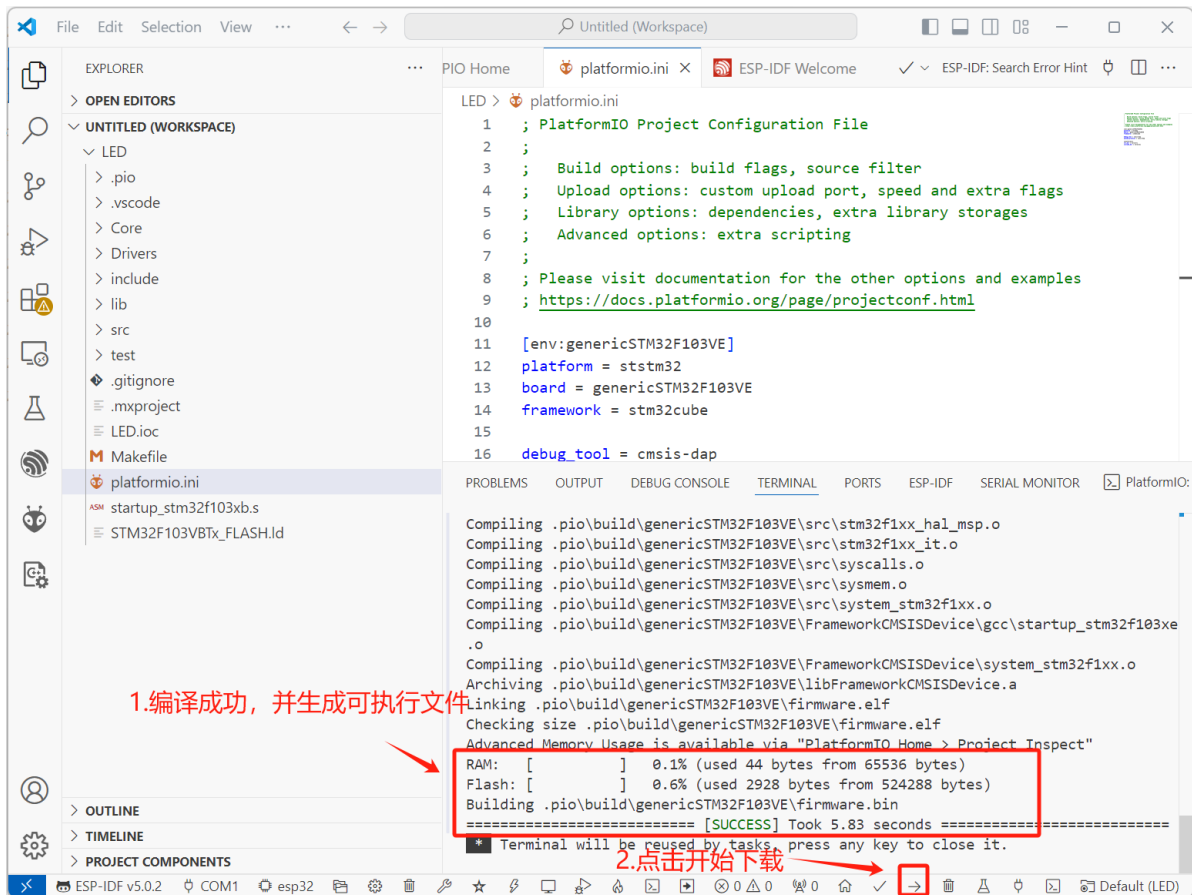 File Edit Selection View ··· Untitled (Workspace)
EXPLORER ···
OPEN EDITORS
UNTITLED (WORKSPACE)
LED
.pio
.vscode
Core
Drivers
include
lib
src
test
.gitignore
.mxproject
LED.ioc
M Makefile
platformio.ini
ASM startup_stm32f103xb.s
STM32F103VBTx_FLASH.ld
OUTLINE
TIMELINE
PROJECT COMPONENTS
PIO Home platformio.ini ESP-IDF Welcome ESP-IDF: Search Error Hint ···
LED > platformio.ini
1 ; PlatformIO Project Configuration File
2 ;
3 ;   Build options: build flags, source filter
4 ;   Upload options: custom upload port, speed and extra flags
5 ;   Library options: dependencies, extra library storages
6 ;   Advanced options: extra scripting
7 ;
8 ; Please visit documentation for the other options and examples
9 ; https://docs.platformio.org/page/projectconf.html
10
11 [env:genericSTM32F103VE]
12 platform = ststm32
13 board = genericSTM32F103VE
14 framework = stm32cube
15
16 debug_tool = cmsis-dap
PROBLEMS OUTPUT DEBUG CONSOLE TERMINAL PORTS ESP-IDF SERIAL MONITOR PlatformIO:
Compiling .pio\build\genericSTM32F103VE\src\stm32f1xx_hal_msp.o
Compiling .pio\build\genericSTM32F103VE\src\stm32f1xx_it.o
Compiling .pio\build\genericSTM32F103VE\src\syscalls.o
Compiling .pio\build\genericSTM32F103VE\src\sysmem.o
Compiling .pio\build\genericSTM32F103VE\src\system_stm32f1xx.o
Compiling .pio\build\genericSTM32F103VE\FrameworkCMSISDevice\gcc\startup_stm32f103xe
.o
Compiling .pio\build\genericSTM32F103VE\FrameworkCMSISDevice\system_stm32f1xx.o
Archiving .pio\build\genericSTM32F103VE\libFrameworkCMSISDevice.a
Linking .pio\build\genericSTM32F103VE\firmware.elf
Checking size .pio\build\genericSTM32F103VE\firmware.elf
Advanced Memory Usage is available via "PlatformIO Home > Project Inspect"
RAM:   [          ]   0.1% (used 44 bytes from 65536 bytes)
Flash: [          ]   0.6% (used 2928 bytes from 524288 bytes)
Building .pio\build\genericSTM32F103VE\firmware.bin
========================== [SUCCESS] Took 5.83 seconds ==========================
* Terminal will be reused by tasks, press any key to close it.
1.编译成功，并生成可执行文件
2.点击开始下载
ESP-IDF v5.0.2 COM1 esp32 0 0 0 Default (LED)